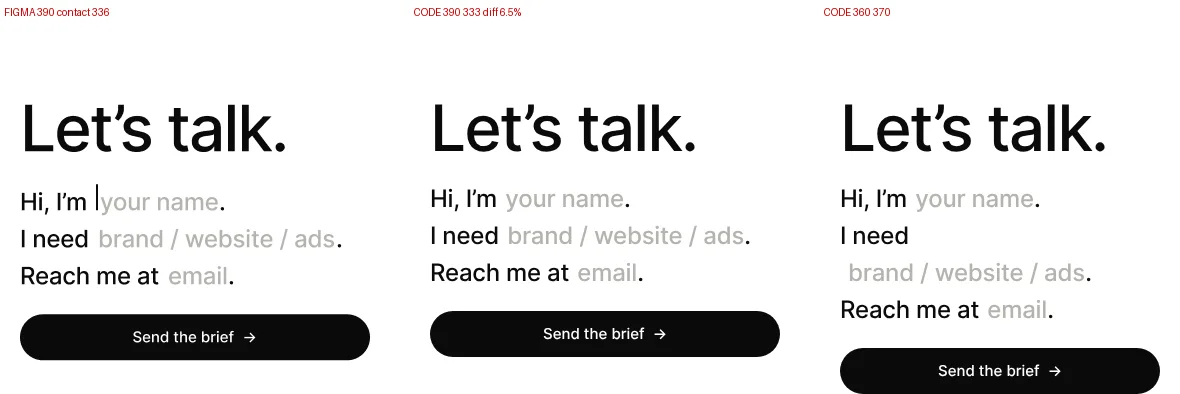 FIGMA 390 contact 336
Let’s talk.
Hi, I’m your name.
I need brand / website / ads.
Reach me at email.
Send the brief →
CODE 390 333 diff 6.5%
Let’s talk.
Hi, I’m your name.
I need brand / website / ads.
Reach me at email.
Send the brief →
CODE 360 370
Let’s talk.
Hi, I’m your name.
I need
brand / website / ads.
Reach me at email.
Send the brief →